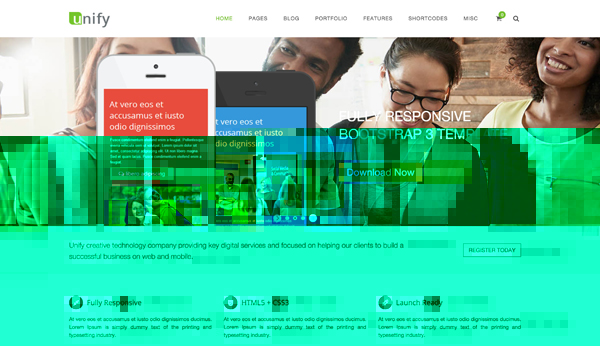 unify
HOME PAGES BLOG PORTFOLIO FEATURES SHORTCODES MISC
At vero eos et
accusamus et iusto
odio dignissimos
At vero eos et
accusamus et iusto
odio dignissimos
FULLY RESPONSIVE
BOOTSTRAP 3 TEMP
Download Now
Unify creative technology company providing key digital services and focused on helping our clients to build a
successful business on web and mobile.
REGISTER TODAY
Fully Responsive
At vero eos et accusamus et iusto odio dignissimos
ducimus. Lorem Ipsum is simply dummy text of the printing and
typesetting industry.
HTML5 + CSS3
At vero eos et accusamus et iusto odio dignissimos
ducimus. Lorem Ipsum is simply dummy text of the printing and
typesetting industry.
Launch Ready
At vero eos et accusamus et iusto odio dignissimos
ducimus. Lorem Ipsum is simply dummy text of the printing and
typesetting industry.